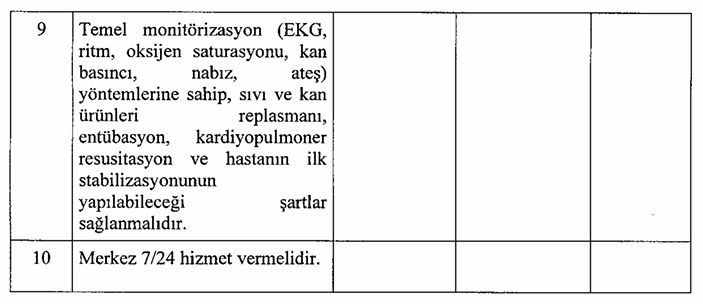 9 Temel monitörizasyon (EKG,
ritm, oksijen saturasyonu, kan
basıncı, nabız, ateş)
yöntemlerine sahip, sıvı ve kan
ürünleri replasmanı,
entübasyon, kardiyopulmoner
resusitasyon ve hastanın ilk
stabilizasyonunun
yapılabileceği şartlar
sağlanmalıdır.
10 Merkez 7/24 hizmet vermelidir.